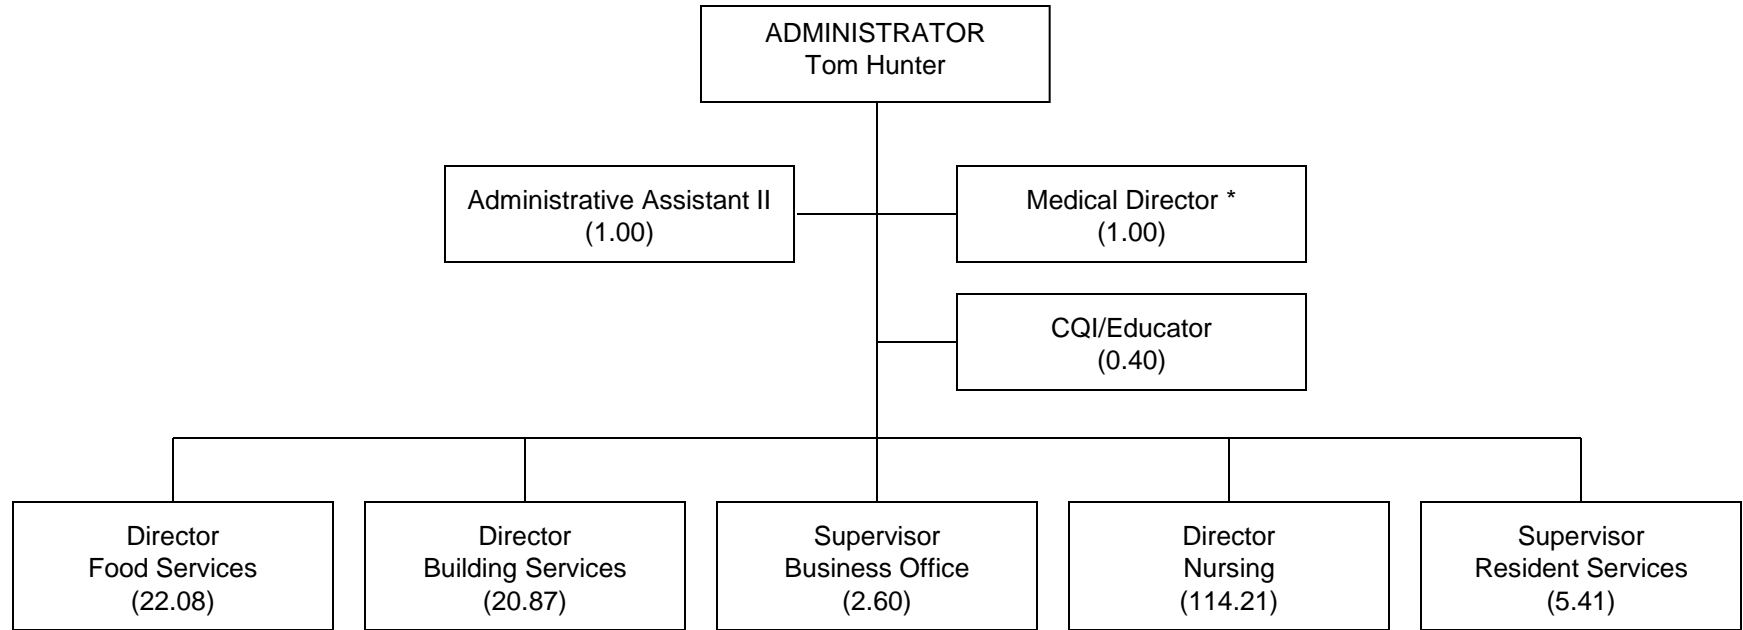 ADMINISTRATOR
Tom Hunter
Administrative Assistant II
(1.00)
Medical Director *
(1.00)
CQI/Educator
(0.40)
Director
Food Services
(22.08)
Director
Building Services
(20.87)
Supervisor
Business Office
(2.60)
Director
Nursing
(114.21)
Supervisor
Resident Services
(5.41)